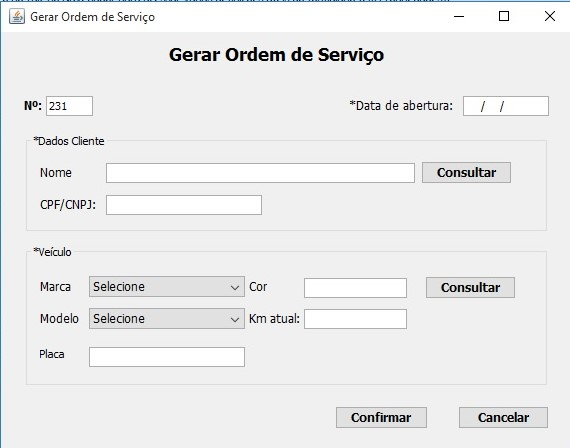 Gerar Ordem de Serviço
Gerar Ordem de Serviço
Nº: 231 *Data de abertura: / /
*Dados Cliente
Nome Consultar
CPF/CNPJ:
*Veículo
Marca Selecione Cor Consultar
Modelo Selecione Km atual:
Placa
Confirmar Cancelar